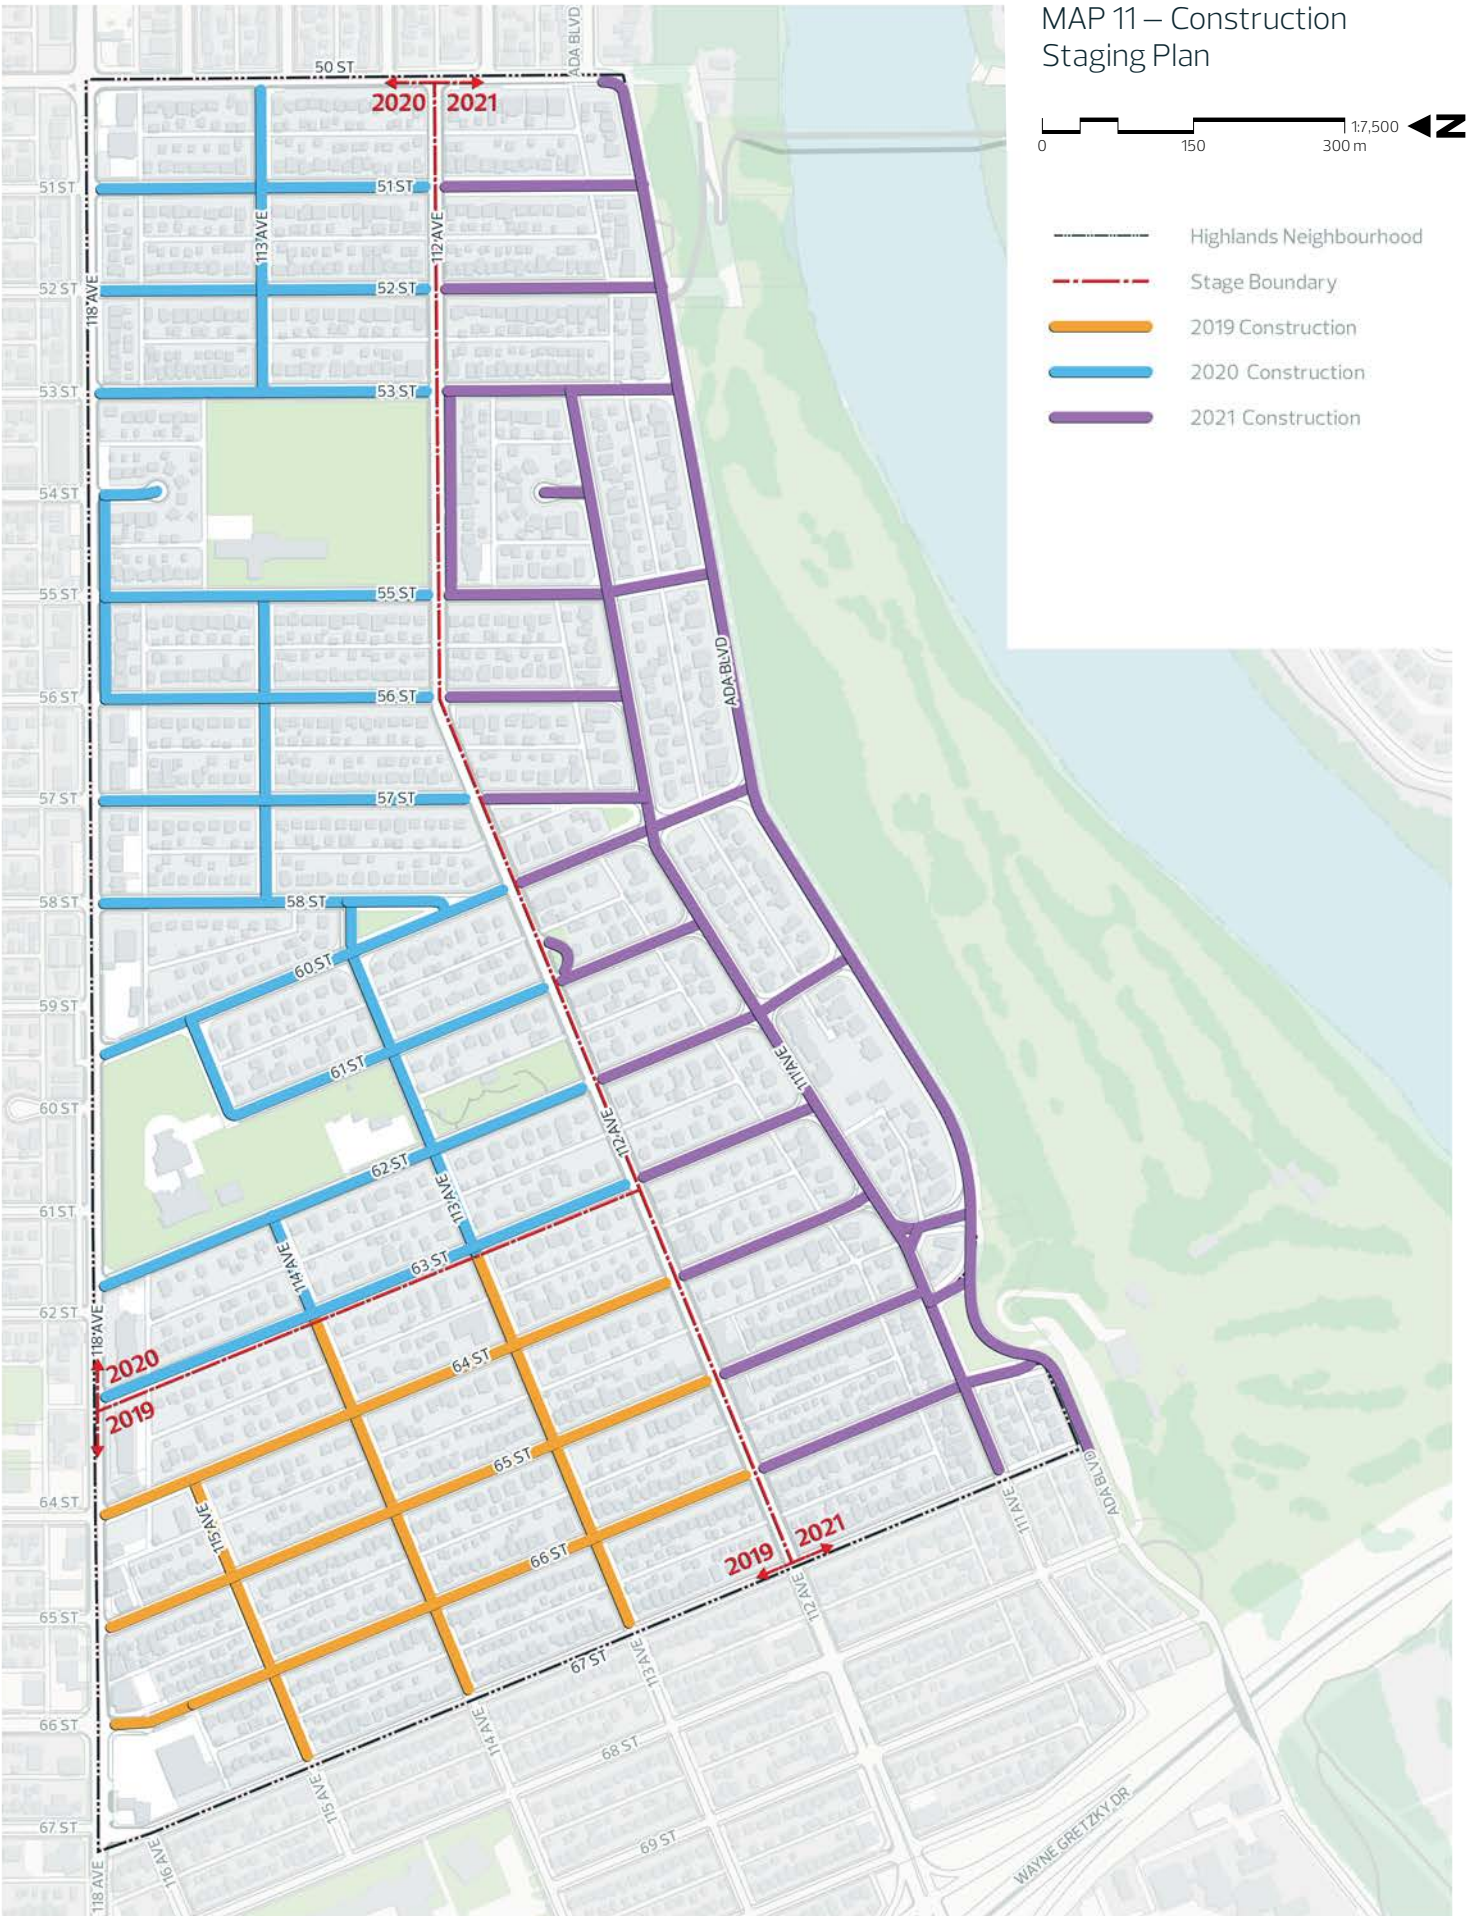 MAP 11 – Construction
Staging Plan
1:7,500
N
0
150
300 m
Highlands Neighbourhood
Stage Boundary
2019 Construction
2020 Construction
2021 Construction
ADA BLVD
50 ST
2020
2021
51 ST
51 ST
113 AVE
112 AVE
118 AVE
52 ST
52 ST
53 ST
53 ST
54 ST
55 ST
55 ST
ADA BLVD
56 ST
56 ST
57 ST
57 ST
58 ST
58 ST
60 ST
59 ST
61 ST
111 AVE
60 ST
112 AVE
62 ST
113 AVE
61 ST
114 AVE
63 ST
62 ST
118 AVE
2020
64 ST
2019
65 ST
64 ST
115 AVE
ADA BLVD
111 AVE
2021
2019
66 ST
112 AVE
65 ST
67 ST
113 AVE
66 ST
114 AVE
68 ST
115 AVE
67 ST
69 ST
WAYNE GRETZKY DR
116 AVE
118 AVE